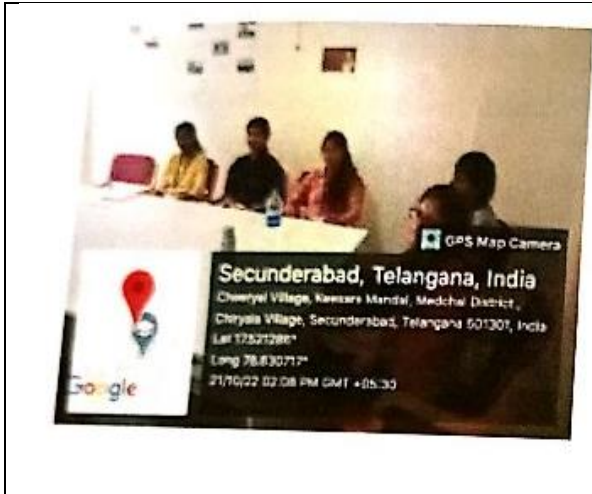 GPS Map Camera
Secunderabad, Telangana, India
Cheeryal Village, Keesara Mandal, Medchal District,
Chiryala Village, Secunderabad, Telangana 501301, India
Lat 17.521286°
Long 78.630717°
21/10/22 02:08 PM GMT +05:30
Google